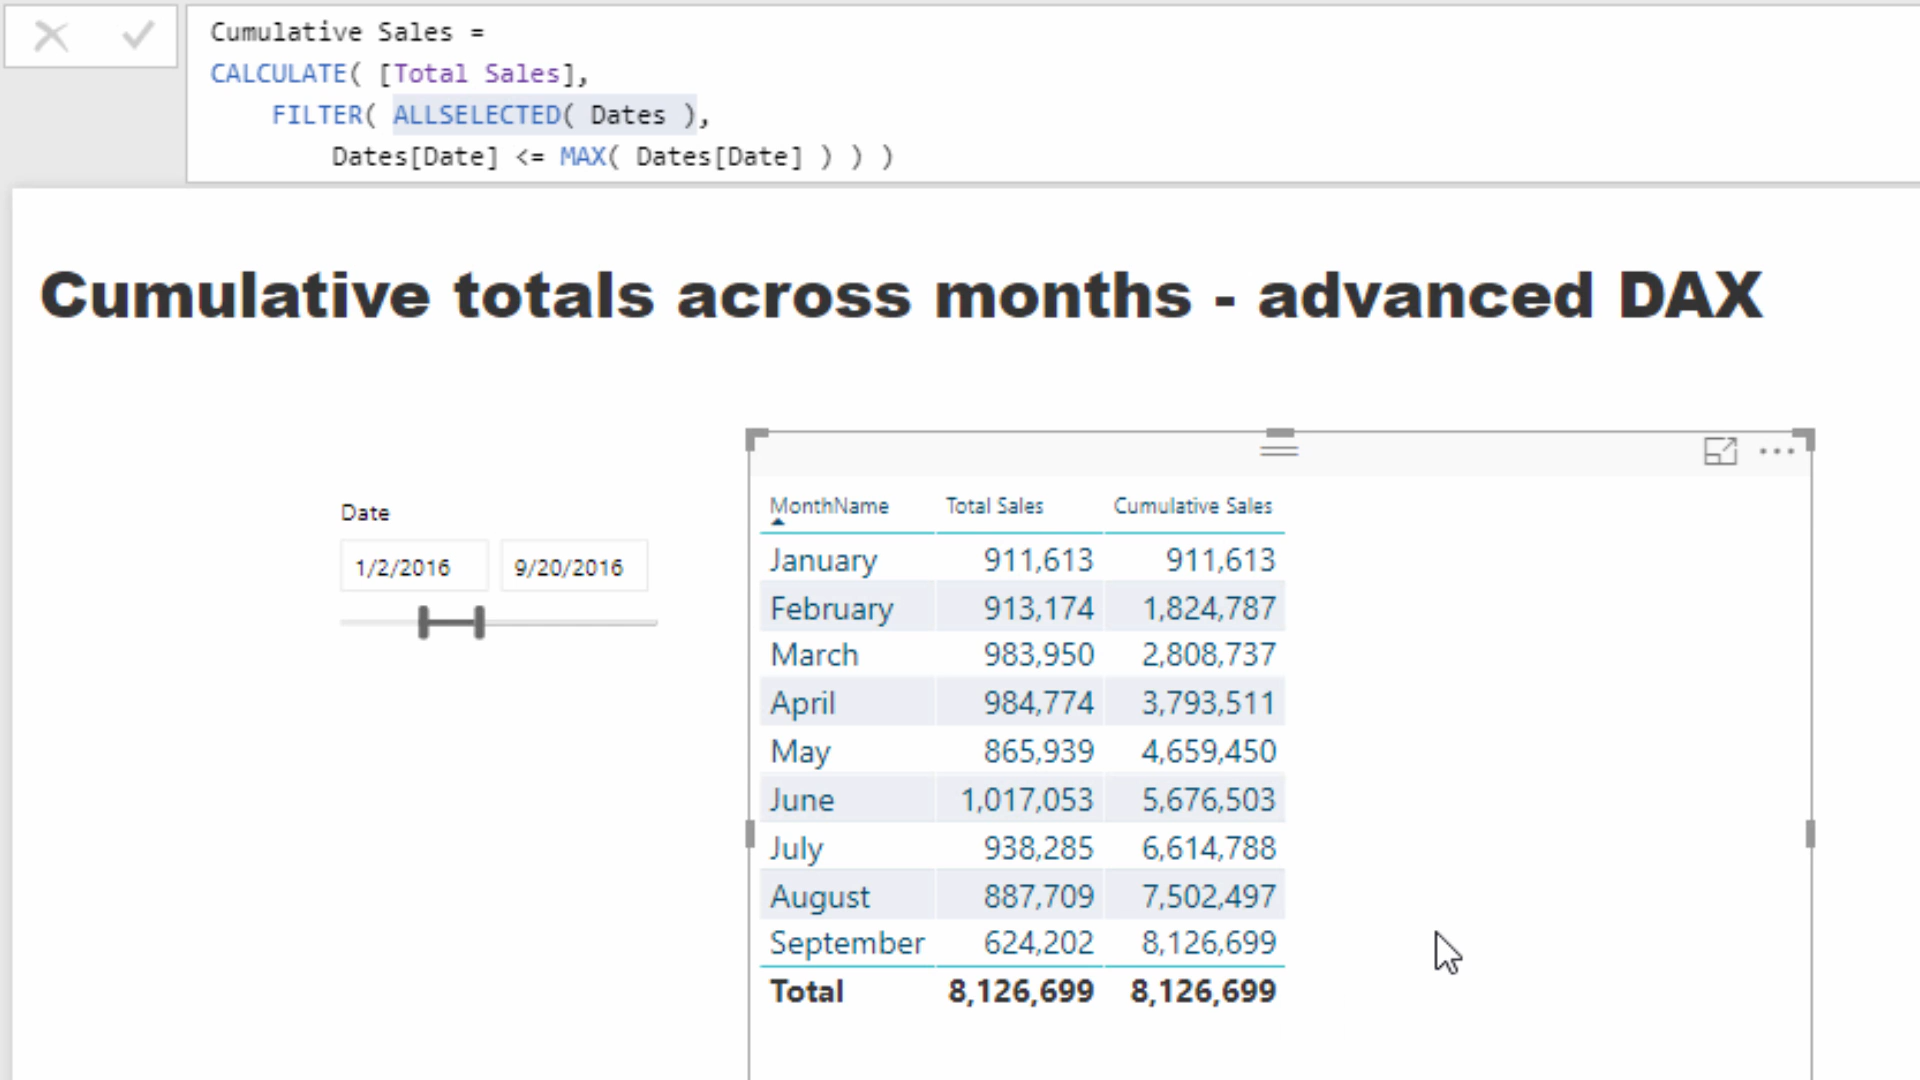 Cumulative Sales =
CALCULATE( [Total Sales],
FILTER( ALLSELECTED( Dates ),
Dates[Date] <= MAX( Dates[Date] ) ) )
Cumulative totals across months - advanced DAX
Date
1/2/2016 9/20/2016
MonthName Total Sales Cumulative Sales
January 911,613 911,613
February 913,174 1,824,787
March 983,950 2,808,737
April 984,774 3,793,511
May 865,939 4,659,450
June 1,017,053 5,676,503
July 938,285 6,614,788
August 887,709 7,502,497
September 624,202 8,126,699
Total 8,126,699 8,126,699